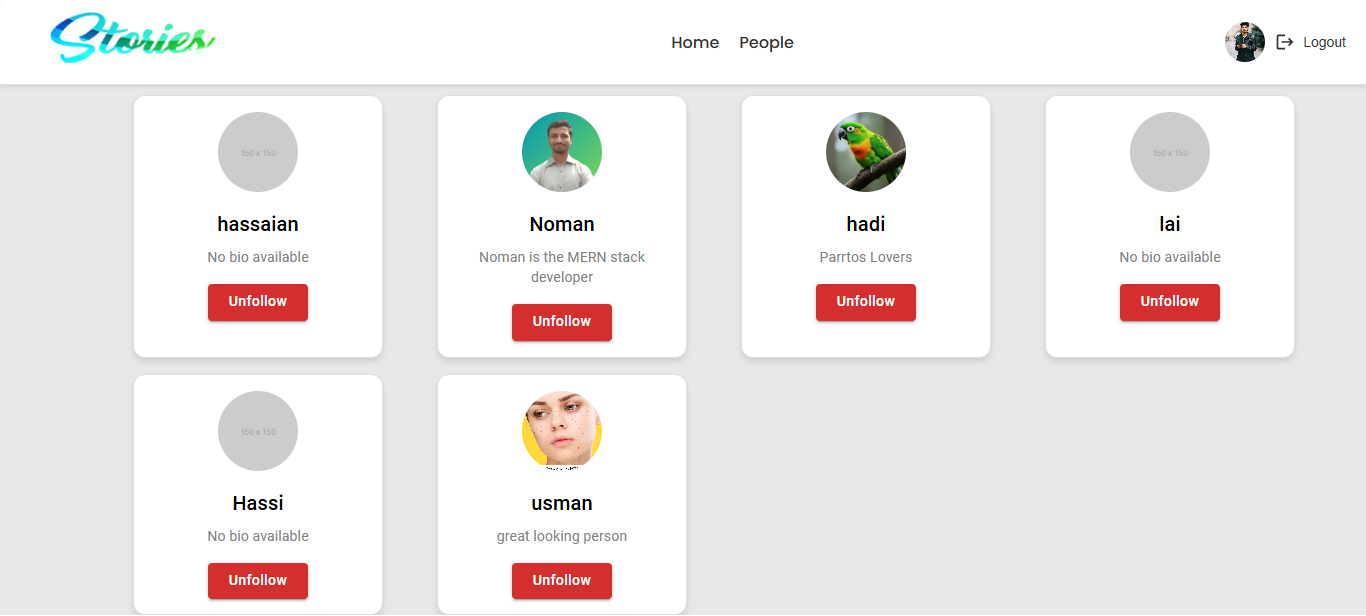 Stories
Home People
Logout
150 x 150
150 x 150
hassaian
Noman
hadi
lai
No bio available
Noman is the MERN stack
developer
Parrtos Lovers
No bio available
Unfollow
Unfollow
Unfollow
Unfollow
150 x 150
Hassi
usman
No bio available
great looking person
Unfollow
Unfollow